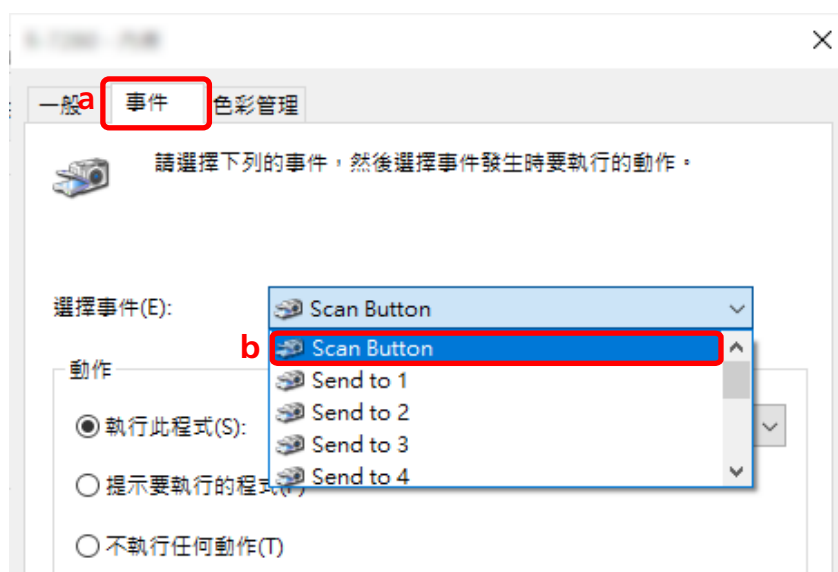 一般 a 事件 色彩管理
請選擇下列的事件，然後選擇事件發生時要執行的動作。
選擇事件(E): Scan Button
b Scan Button
動作
Send to 1
Send to 2
執行此程式(S):
Send to 3
Send to 4
提示要執行的程式(P)
不執行任何動作(T)